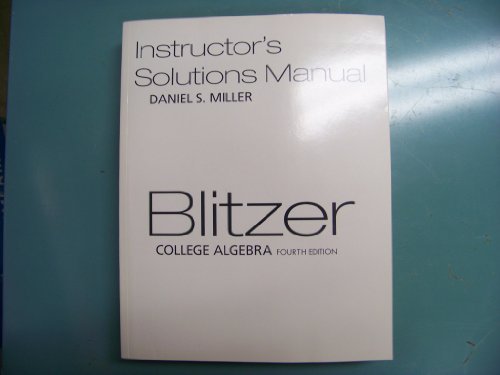 Instructor's
Solutions Manual
DANIEL S. MILLER
Blitzer
COLLEGE ALGEBRA FOURTH EDITION